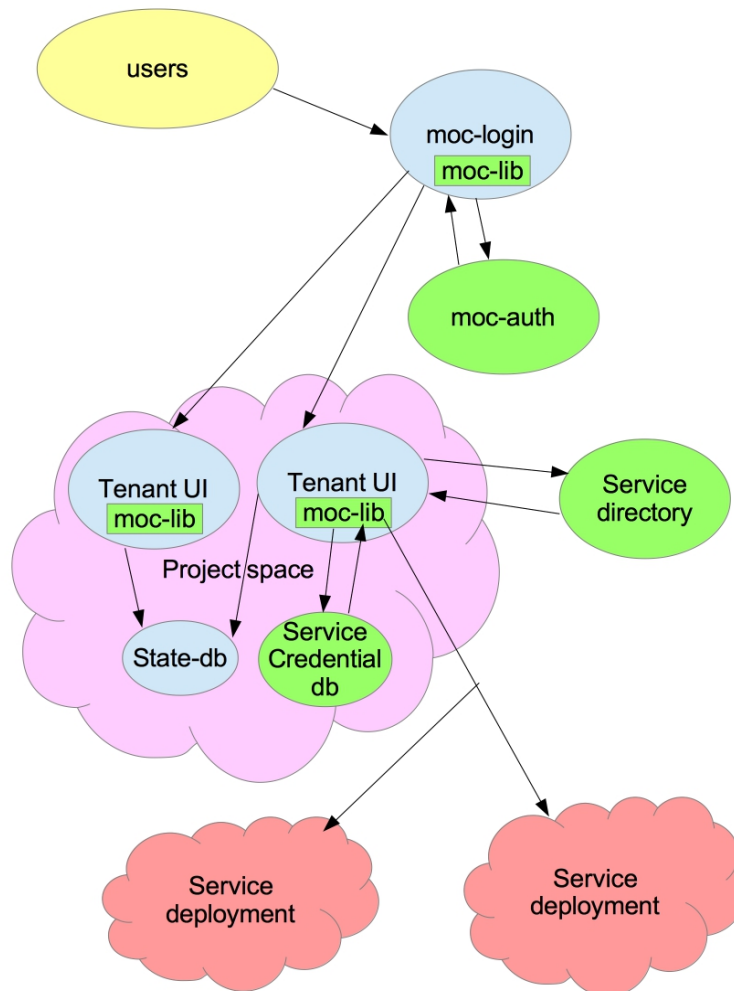 users
moc-login
moc-lib
moc-auth
Tenant UI
moc-lib
Tenant UI
moc-lib
Service
directory
Project space
State-db
Service
Credential
db
Service
deployment
Service
deployment